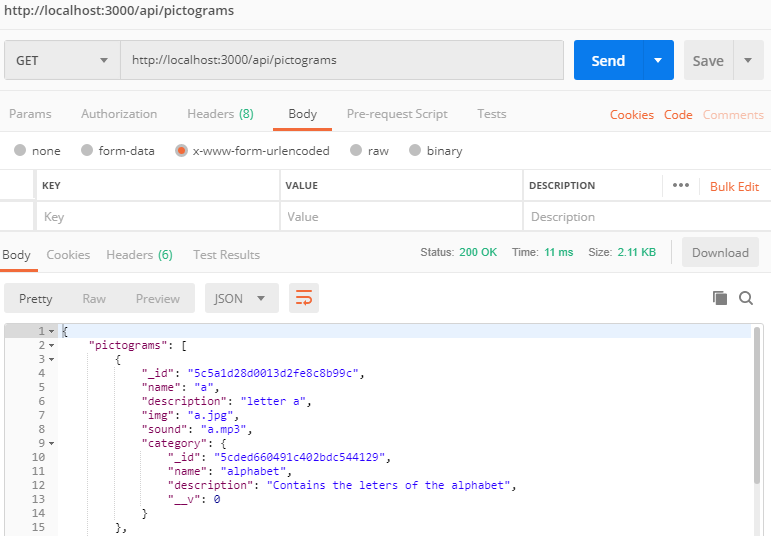 http://localhost:3000/api/pictograms
GET http://localhost:3000/api/pictograms Send Save
Params Authorization Headers (8) Body Pre-request Script Tests Cookies Code Comments
none form-data x-www-form-urlencoded raw binary
KEY VALUE DESCRIPTION ••• Bulk Edit
Key Value Description
Body Cookies Headers (6) Test Results Status: 200 OK Time: 11 ms Size: 2.11 KB Download
Pretty Raw Preview JSON
1 {
2 "pictograms": [
3 {
4 "_id": "5c5a1d28d0013d2fe8c8b99c",
5 "name": "a",
6 "description": "letter a",
7 "img": "a.jpg",
8 "sound": "a.mp3",
9 "category": {
10 "_id": "5cded660491c402bdc544129",
11 "name": "alphabet",
12 "description": "Contains the leters of the alphabet",
13 "__v": 0
14 }
15 },